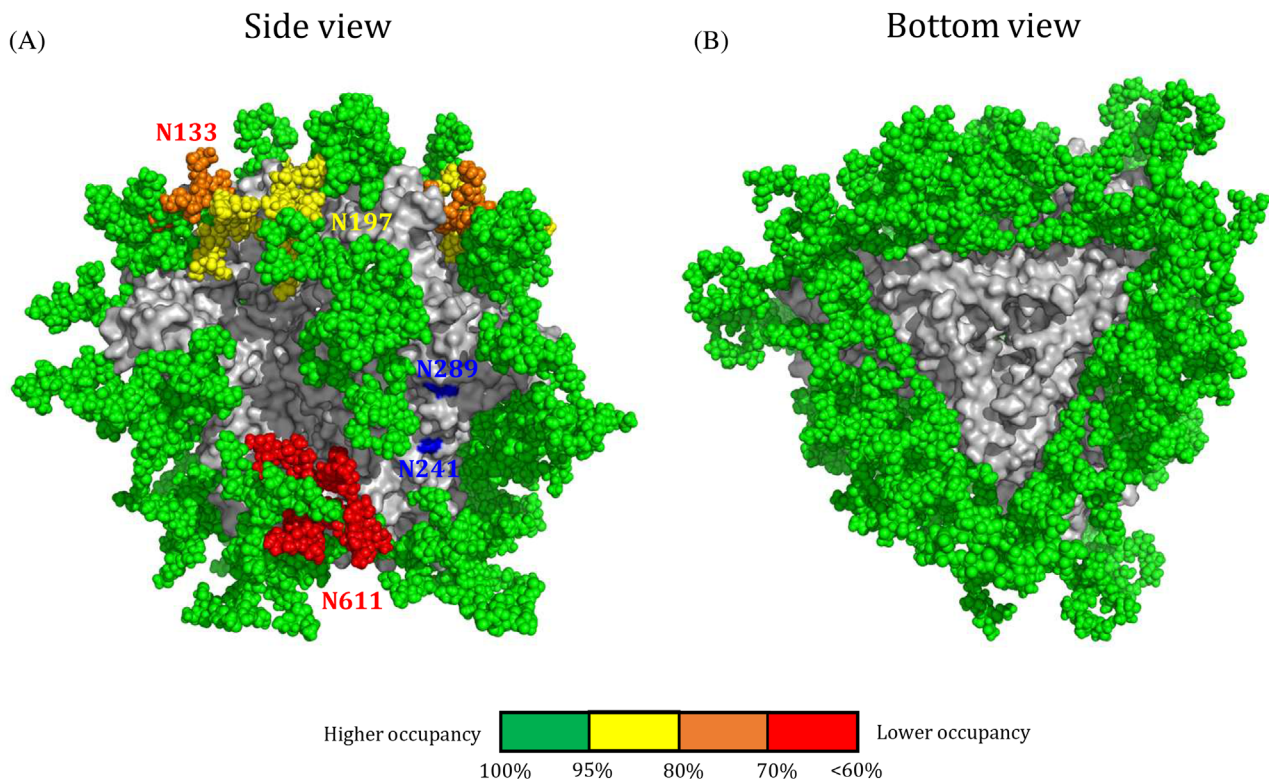 Side view
Bottom view
(A)
(B)
N133
N197
N289
N241
N611
Higher occupancy
Lower occupancy
100%
95%
80%
70%
<60%